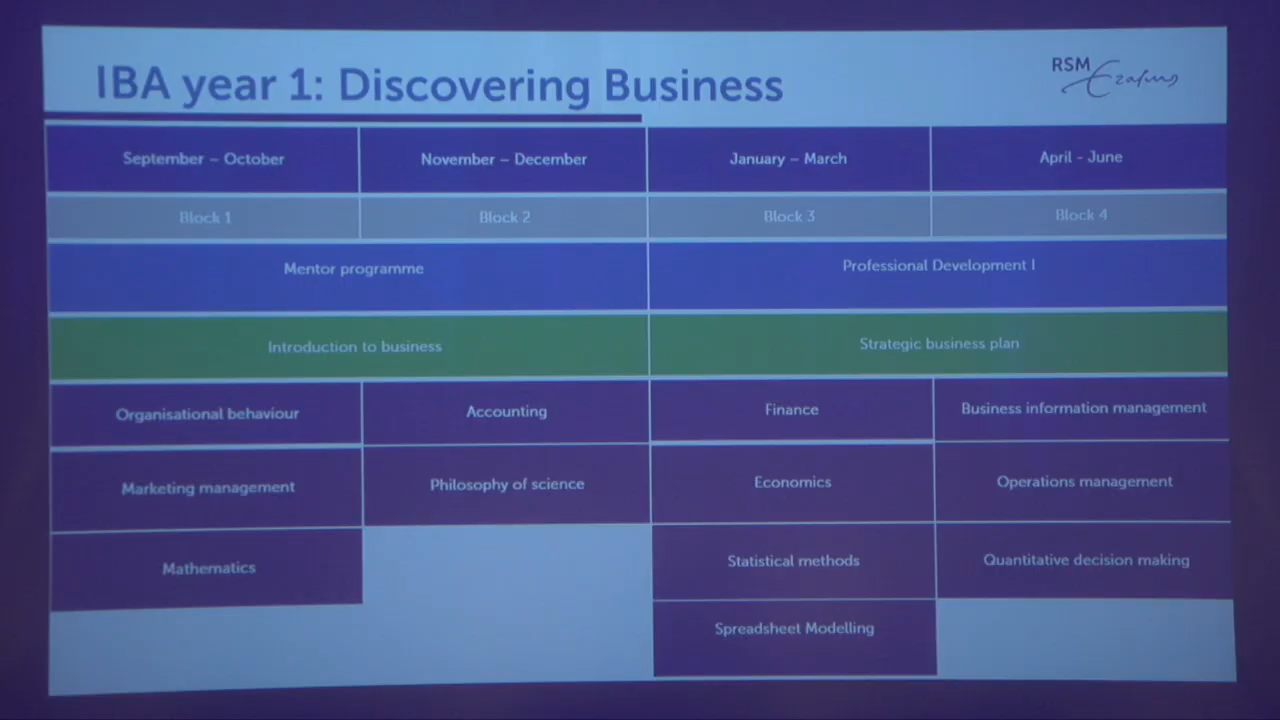 IBA year 1: Discovering Business
RSM
Erasmus
September – October
November – December
January – March
April - June
Block 1
Block 2
Block 3
Block 4
Mentor programme
Professional Development I
Introduction to business
Strategic business plan
Organisational behaviour
Accounting
Finance
Business information management
Marketing management
Philosophy of science
Economics
Operations management
Mathematics
Statistical methods
Quantitative decision making
Spreadsheet Modelling